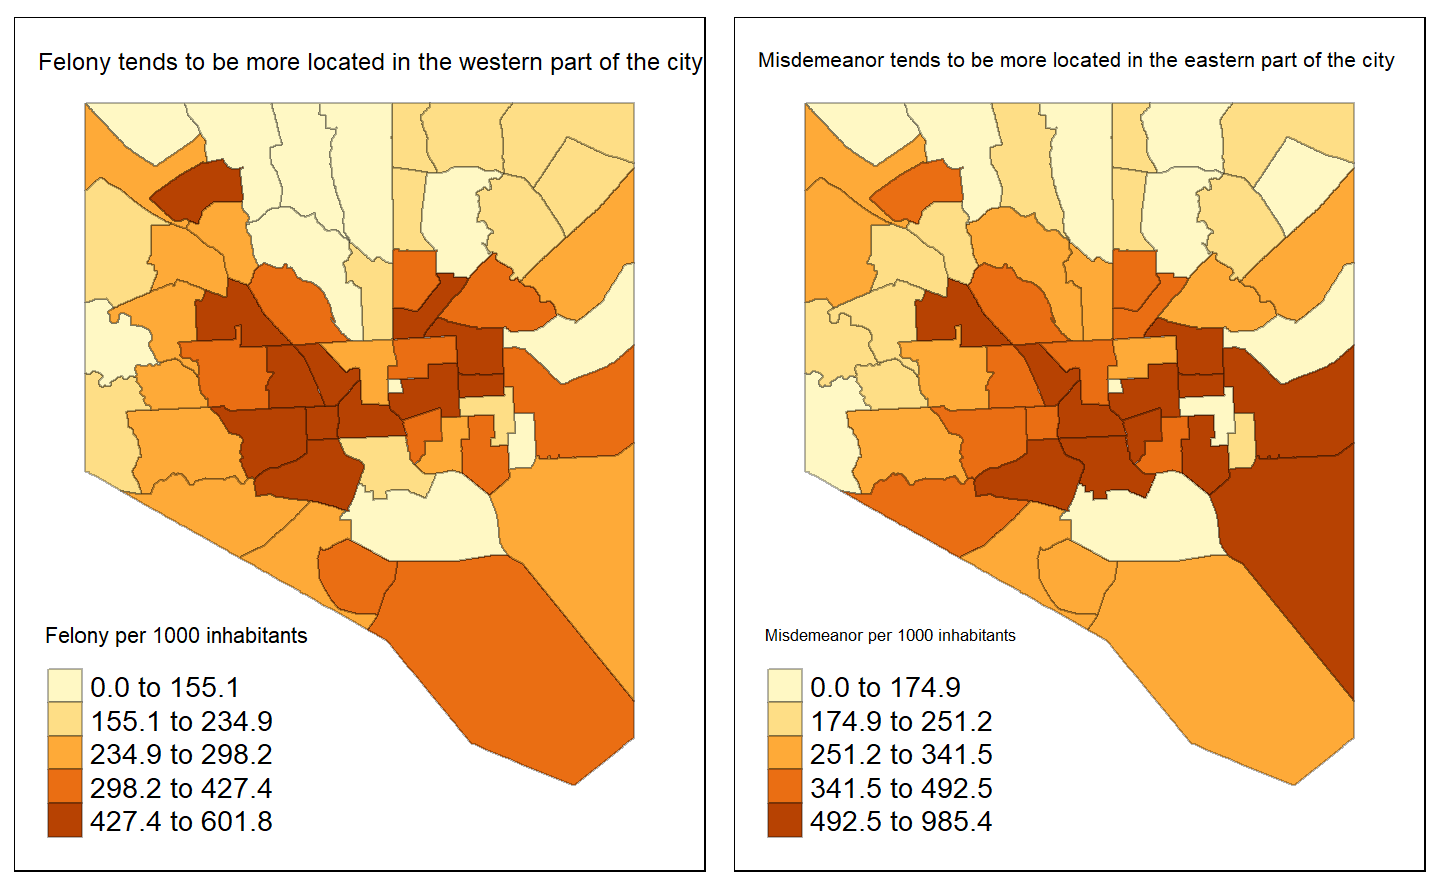 Felony tends to be more located in the western part of the city
Felony per 1000 inhabitants
0.0 to 155.1
155.1 to 234.9
234.9 to 298.2
298.2 to 427.4
427.4 to 601.8
Misdemeanor tends to be more located in the eastern part of the city
Misdemeanor per 1000 inhabitants
0.0 to 174.9
174.9 to 251.2
251.2 to 341.5
341.5 to 492.5
492.5 to 985.4